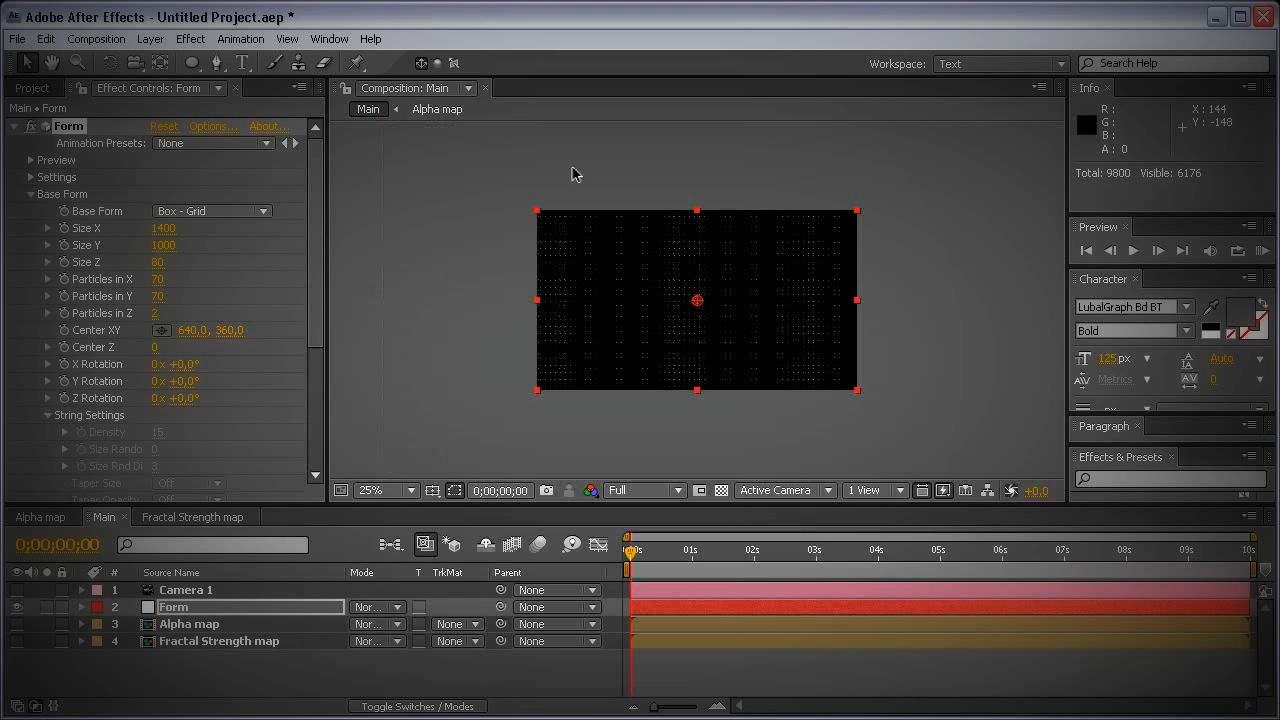 Adobe After Effects - Untitled Project.aep *
File Edit Composition Layer Effect Animation View Window Help
Workspace: Text Search Help
Project Effect Controls: Form
Main • Form
Form Reset Options... About...
Animation Presets: None
Preview
Settings
Base Form
Base Form Box - Grid
Size X 1400
Size Y 1000
Size Z 80
Particles in X 70
Particles in Y 70
Particles in Z 2
Center XY 640,0, 360,0
Center Z 0
X Rotation 0x +0,0°
Y Rotation 0x +0,0°
Z Rotation 0x +0,0°
String Settings
Density 15
Size Rando 0
Size Rnd Di 3
Taper Size Off
Taper Opacity Off
Composition: Main
Main Alpha map
25% 0;00;00;00 Full Active Camera 1 View +0,0
Info
R : X : 144
G : Y : -148
B :
A : 0
Total: 9800 Visible: 6176
Preview
Character
LubalGraph Bd BT
Bold
125 px Auto
Metrics 0
px
Paragraph
Effects & Presets
Alpha map Main Fractal Strength map
0;00;00;00
# Source Name Mode T TrkMat Parent
1 Camera 1 None
2 Form Nor... None
3 Alpha map Nor... None None
4 Fractal Strength map Nor... None None
01s 02s 03s 04s 05s 06s 07s 08s 09s 10s
Toggle Switches / Modes